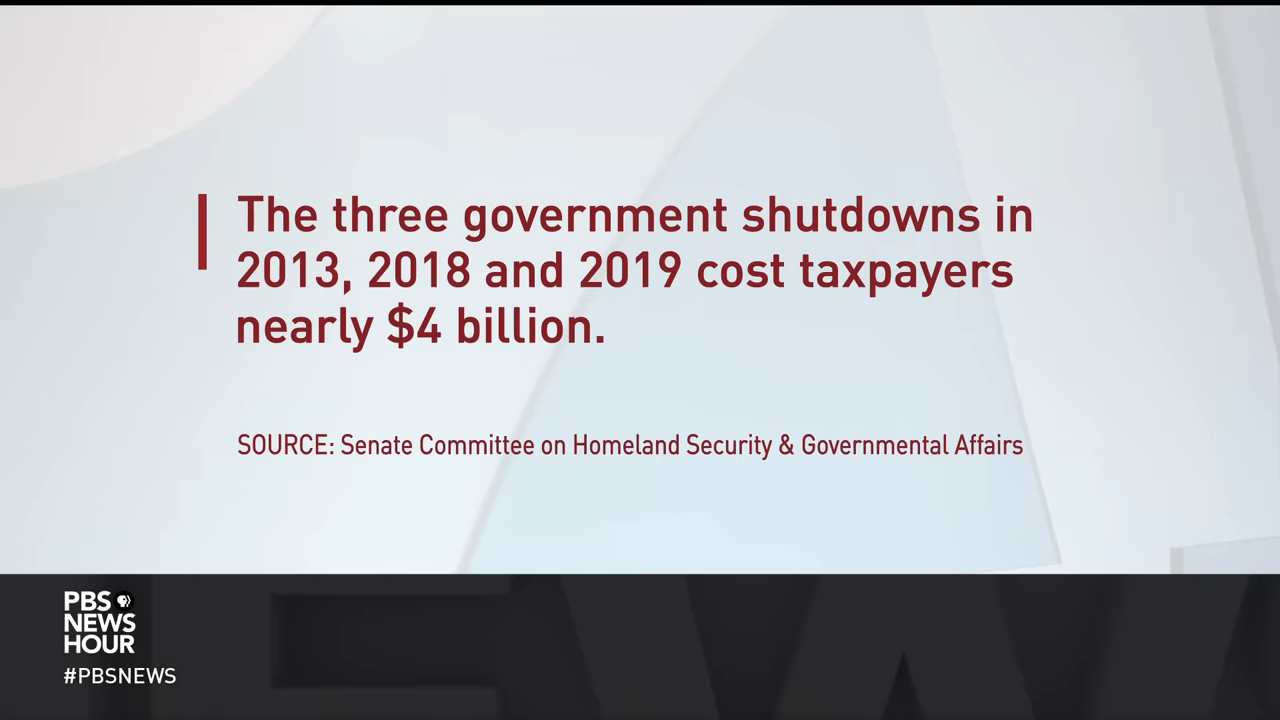 The three government shutdowns in
2013, 2018 and 2019 cost taxpayers
nearly $4 billion.
SOURCE: Senate Committee on Homeland Security & Governmental Affairs
PBS
NEWS
HOUR
#PBSNEWS